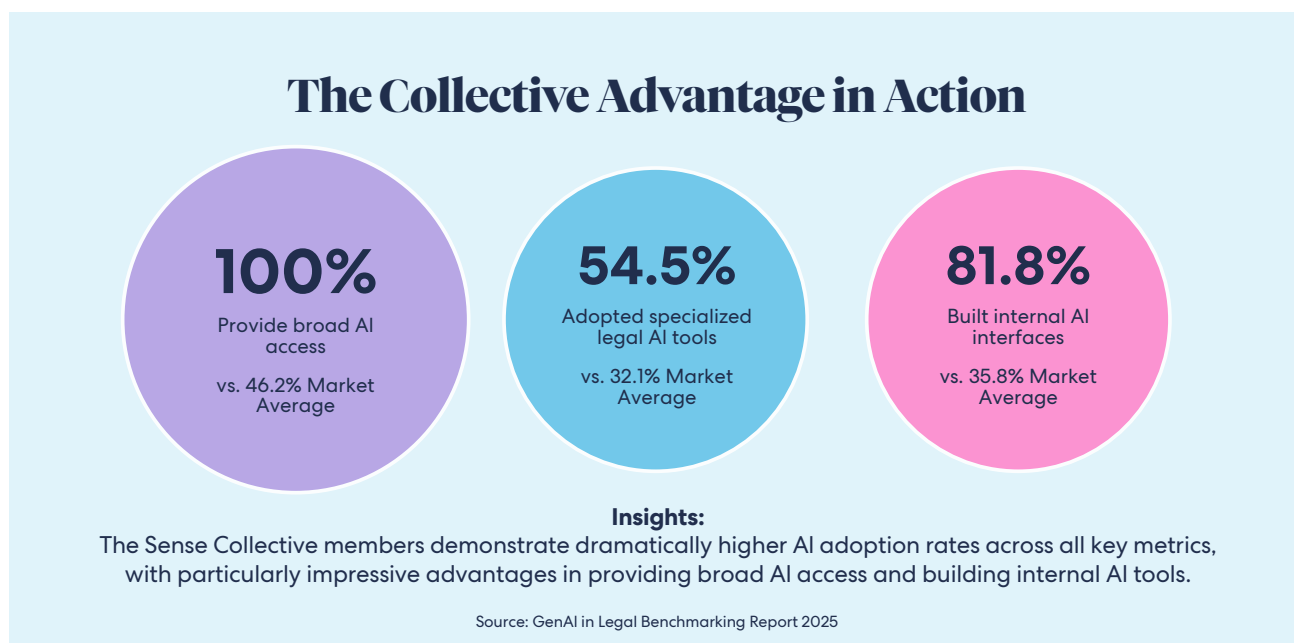 The Collective Advantage in Action
100%
Provide broad AI
access
vs. 46.2% Market
Average
54.5%
Adopted specialized
legal AI tools
vs. 32.1% Market
Average
81.8%
Built internal AI
interfaces
vs. 35.8% Market
Average
Insights:
The Sense Collective members demonstrate dramatically higher AI adoption rates across all key metrics,
with particularly impressive advantages in providing broad AI access and building internal AI tools.
Source: GenAI in Legal Benchmarking Report 2025